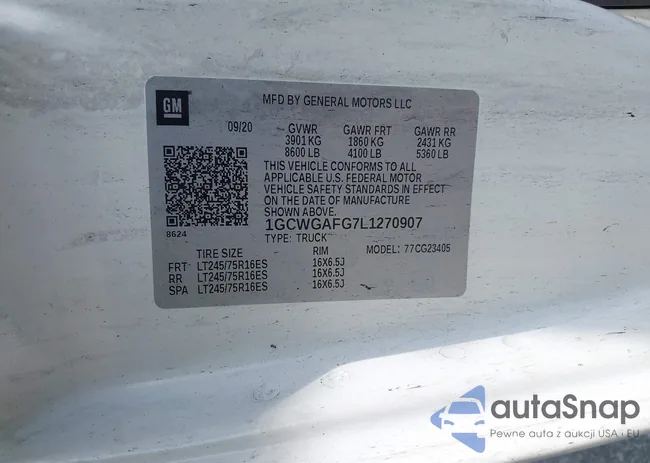 GM
MFD BY GENERAL MOTORS LLC
09/20 GVWR GAWR FRT GAWR RR
3901 KG 1860 KG 2431 KG
8600 LB 4100 LB 5360 LB
THIS VEHICLE CONFORMS TO ALL
APPLICABLE U.S. FEDERAL MOTOR
VEHICLE SAFETY STANDARDS IN EFFECT
ON THE DATE OF MANUFACTURE
SHOWN ABOVE.
1GCWGAFG7L1270907
8624
TYPE: TRUCK MODEL: 77CG23405
TIRE SIZE RIM
FRT LT245/75R16ES 16X6.5J
RR LT245/75R16ES 16X6.5J
SPA LT245/75R16ES 16X6.5J
autaSnap
Pewne auta z aukcji USA i EU